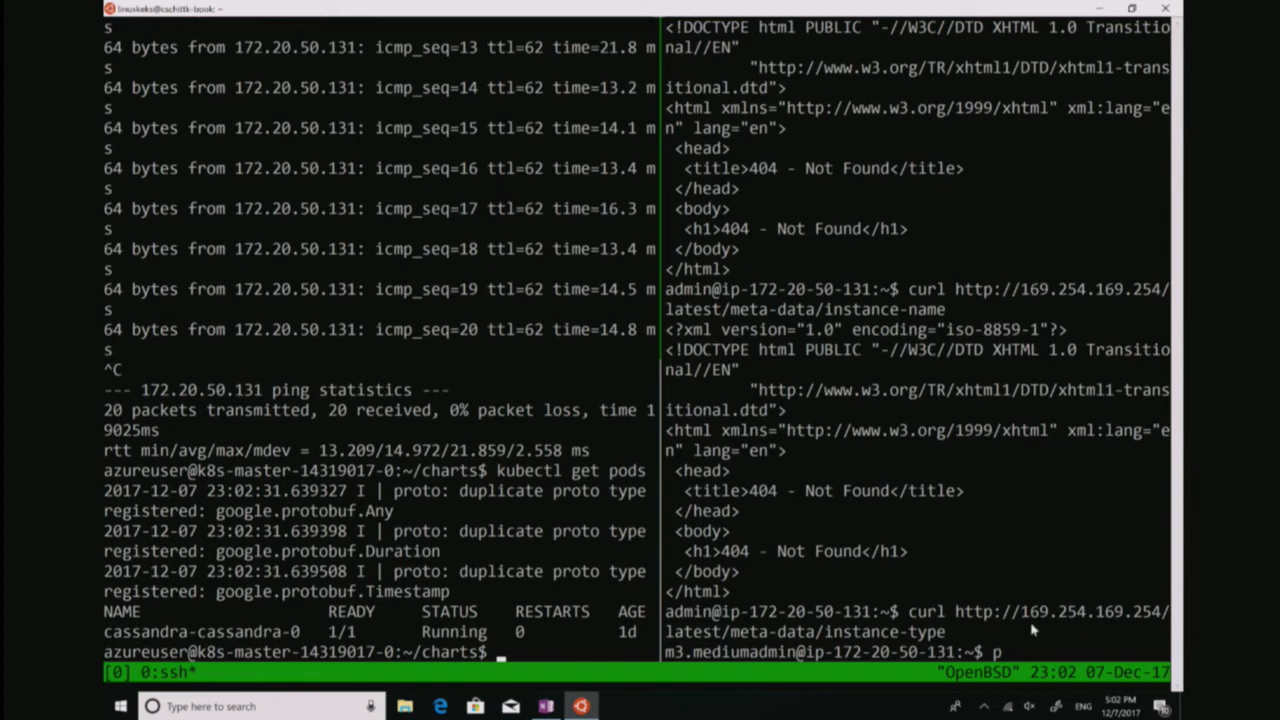 linuskeks@cschittk-book: ~
s
64 bytes from 172.20.50.131: icmp_seq=13 ttl=62 time=21.8 m
s
64 bytes from 172.20.50.131: icmp_seq=14 ttl=62 time=13.2 m
s
64 bytes from 172.20.50.131: icmp_seq=15 ttl=62 time=14.1 m
s
64 bytes from 172.20.50.131: icmp_seq=16 ttl=62 time=13.4 m
s
64 bytes from 172.20.50.131: icmp_seq=17 ttl=62 time=16.3 m
s
64 bytes from 172.20.50.131: icmp_seq=18 ttl=62 time=13.4 m
s
64 bytes from 172.20.50.131: icmp_seq=19 ttl=62 time=14.5 m
s
64 bytes from 172.20.50.131: icmp_seq=20 ttl=62 time=14.8 m
s
^C
--- 172.20.50.131 ping statistics ---
20 packets transmitted, 20 received, 0% packet loss, time 1
9025ms
rtt min/avg/max/mdev = 13.209/14.972/21.859/2.558 ms
azureuser@k8s-master-14319017-0:~/charts$ kubectl get pods
2017-12-07 23:02:31.639327 I | proto: duplicate proto type
registered: google.protobuf.Any
2017-12-07 23:02:31.639398 I | proto: duplicate proto type
registered: google.protobuf.Duration
2017-12-07 23:02:31.639508 I | proto: duplicate proto type
registered: google.protobuf.Timestamp
NAME READY STATUS RESTARTS AGE
cassandra-cassandra-0 1/1 Running 0 1d
azureuser@k8s-master-14319017-0:~/charts$
<!DOCTYPE html PUBLIC "-//W3C//DTD XHTML 1.0 Transitio
nal//EN"
"http://www.w3.org/TR/xhtml1/DTD/xhtml1-trans
itional.dtd">
<html xmlns="http://www.w3.org/1999/xhtml" xml:lang="e
n" lang="en">
<head>
<title>404 - Not Found</title>
</head>
<body>
<h1>404 - Not Found</h1>
</body>
</html>
admin@ip-172-20-50-131:~$ curl http://169.254.169.254/
latest/meta-data/instance-name
<?xml version="1.0" encoding="iso-8859-1"?>
<!DOCTYPE html PUBLIC "-//W3C//DTD XHTML 1.0 Transitio
nal//EN"
"http://www.w3.org/TR/xhtml1/DTD/xhtml1-trans
itional.dtd">
<html xmlns="http://www.w3.org/1999/xhtml" xml:lang="e
n" lang="en">
<head>
<title>404 - Not Found</title>
</head>
<body>
<h1>404 - Not Found</h1>
</body>
</html>
admin@ip-172-20-50-131:~$ curl http://169.254.169.254/
latest/meta-data/instance-type
m3.mediumadmin@ip-172-20-50-131:~$ p
[0] 0:ssh* "OpenBSD" 23:02 07-Dec-17
Type here to search
ENG
5:02 PM
12/7/2017